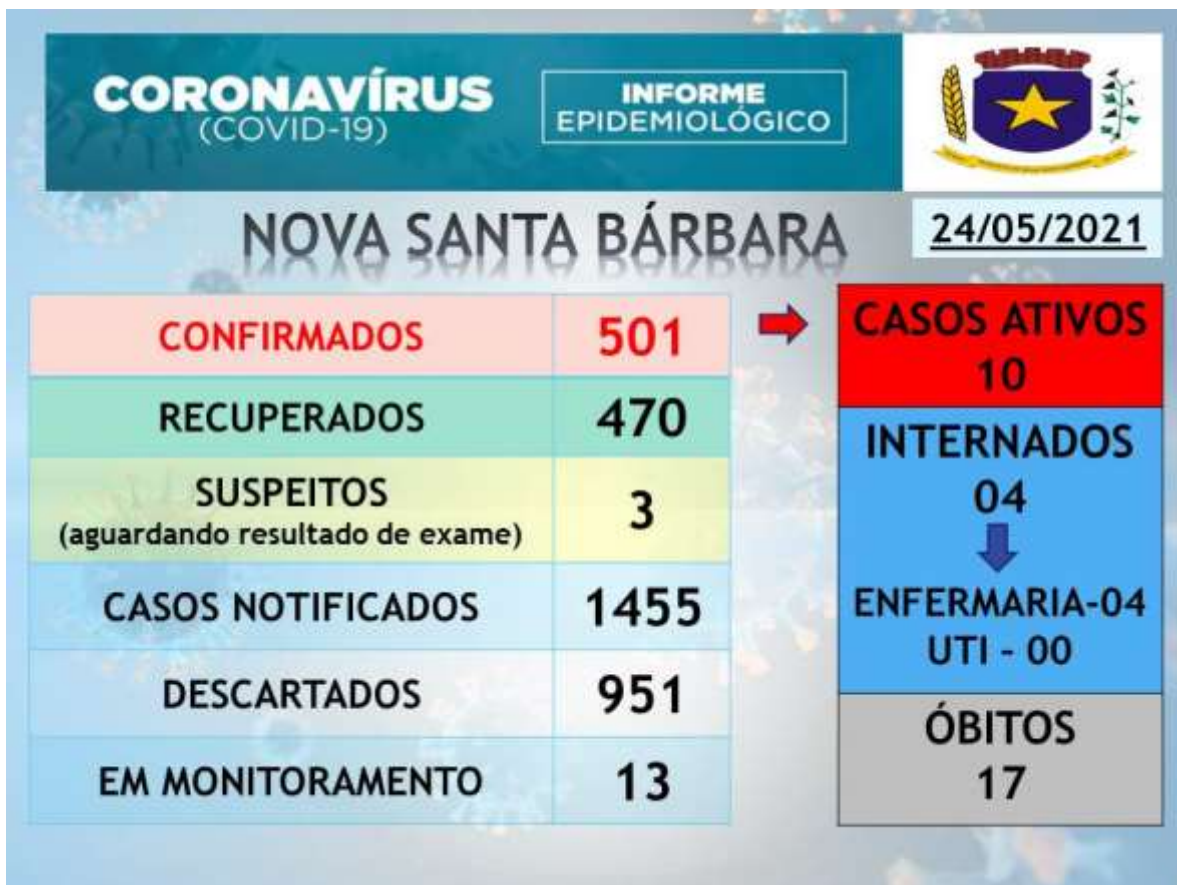 CORONAVÍRUS
(COVID-19)
INFORME
EPIDEMIOLÓGICO
NOVA SANTA BÁRBARA
24/05/2021
CONFIRMADOS 501
RECUPERADOS 470
SUSPEITOS
(aguardando resultado de exame) 3
CASOS NOTIFICADOS 1455
DESCARTADOS 951
EM MONITORAMENTO 13
CASOS ATIVOS
10
INTERNADOS
04
ENFERMARIA-04
UTI - 00
ÓBITOS
17